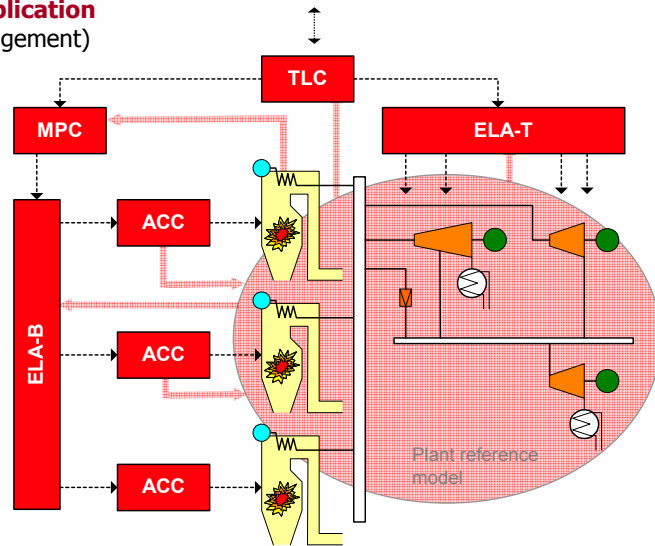 plication
gement)
TLC
MPC
ELA-T
ACC
ELA-B
ACC
ACC
Plant reference
model